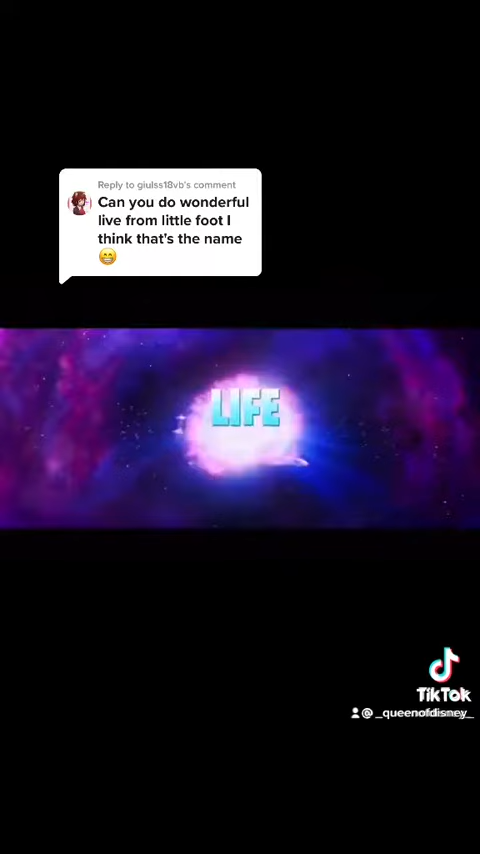 Reply to giulss18vb's comment
Can you do wonderful
live from little foot I
think that's the name
😁
LIFE
TikTok
@_queenofdisney_